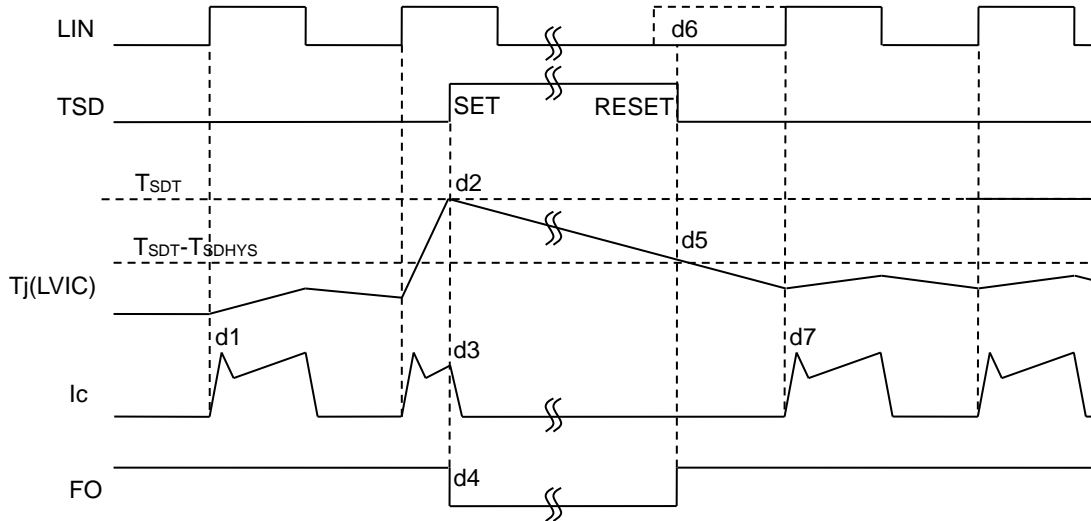 LIN
d6
TSD
SET
RESET
TSDT
d2
TSDT-TSDHYS
d5
Tj(LVIC)
d1
d3
d7
Ic
d4
FO